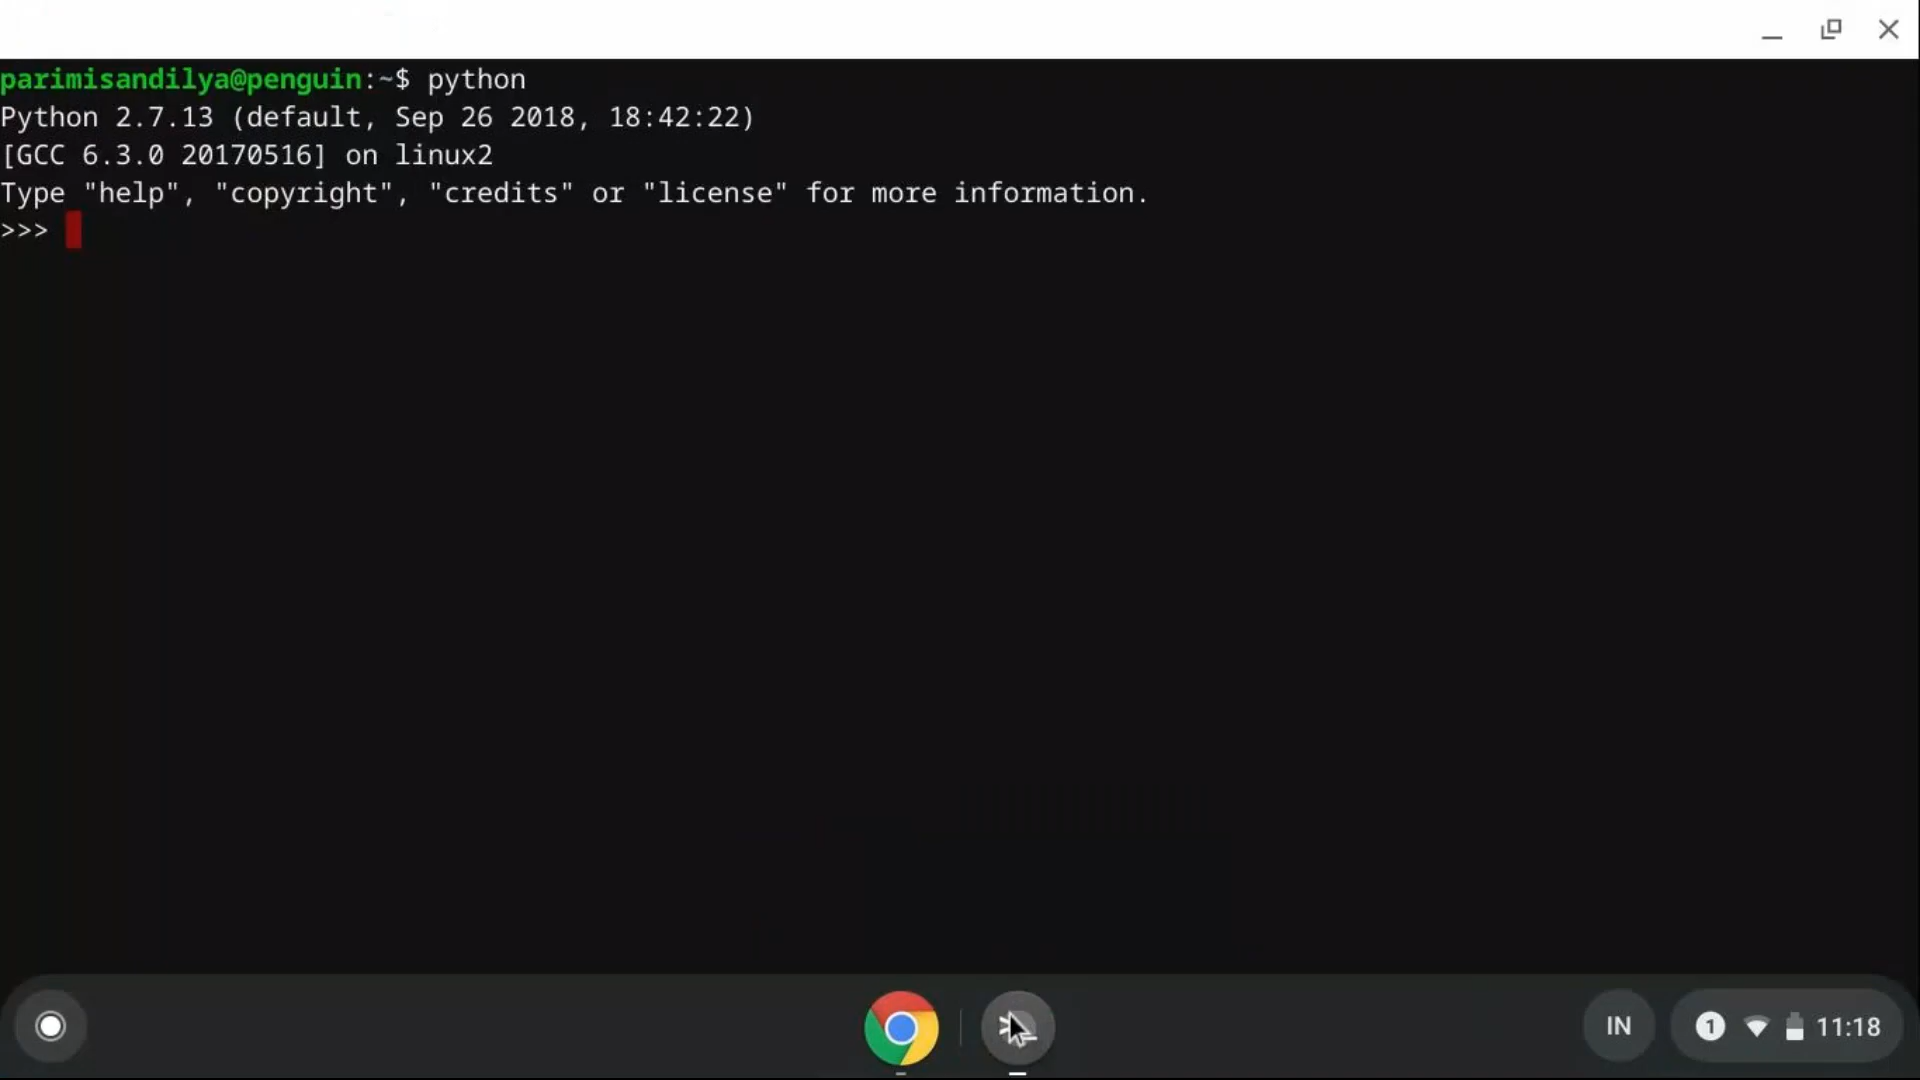 parimisandilya@penguin:~$ python
Python 2.7.13 (default, Sep 26 2018, 18:42:22)
[GCC 6.3.0 20170516] on linux2
Type "help", "copyright", "credits" or "license" for more information.
>>>
IN 1 11:18